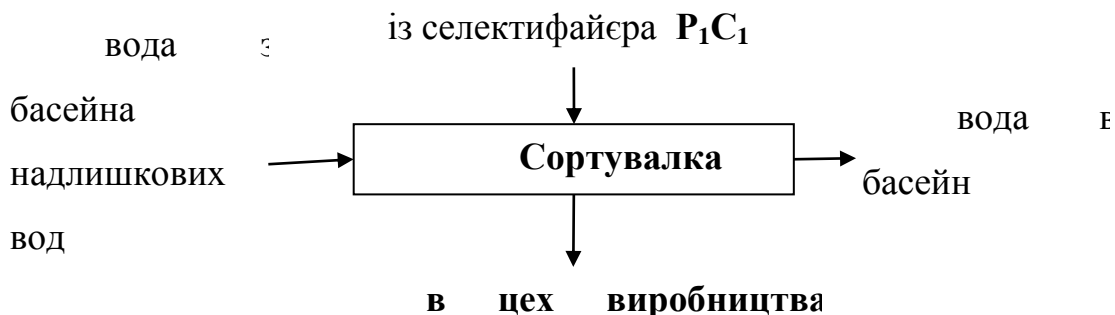 із селектифайєра P₁C₁
вода з
басейна
надлишкових
вод
Сортувалка
вода в
басейн
в цех виробництва